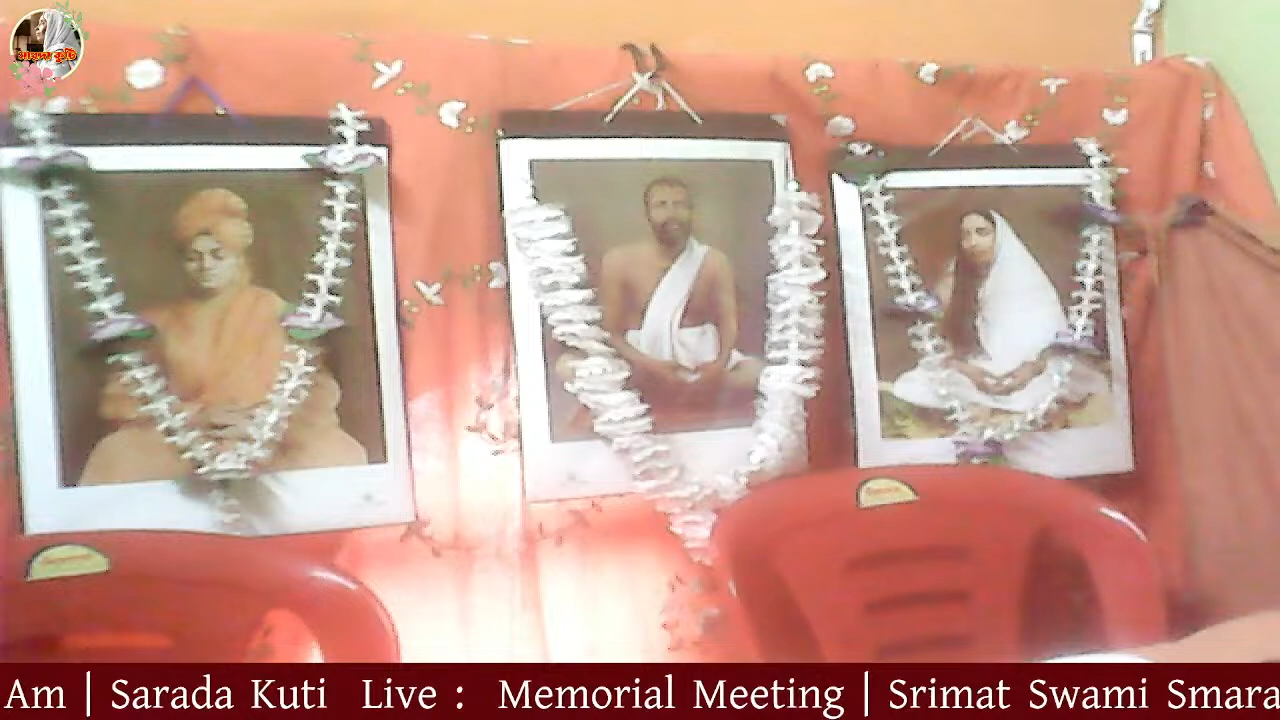 মাতৃকুটি
Am | Sarada Kuti Live : Memorial Meeting | Srimat Swami Smara